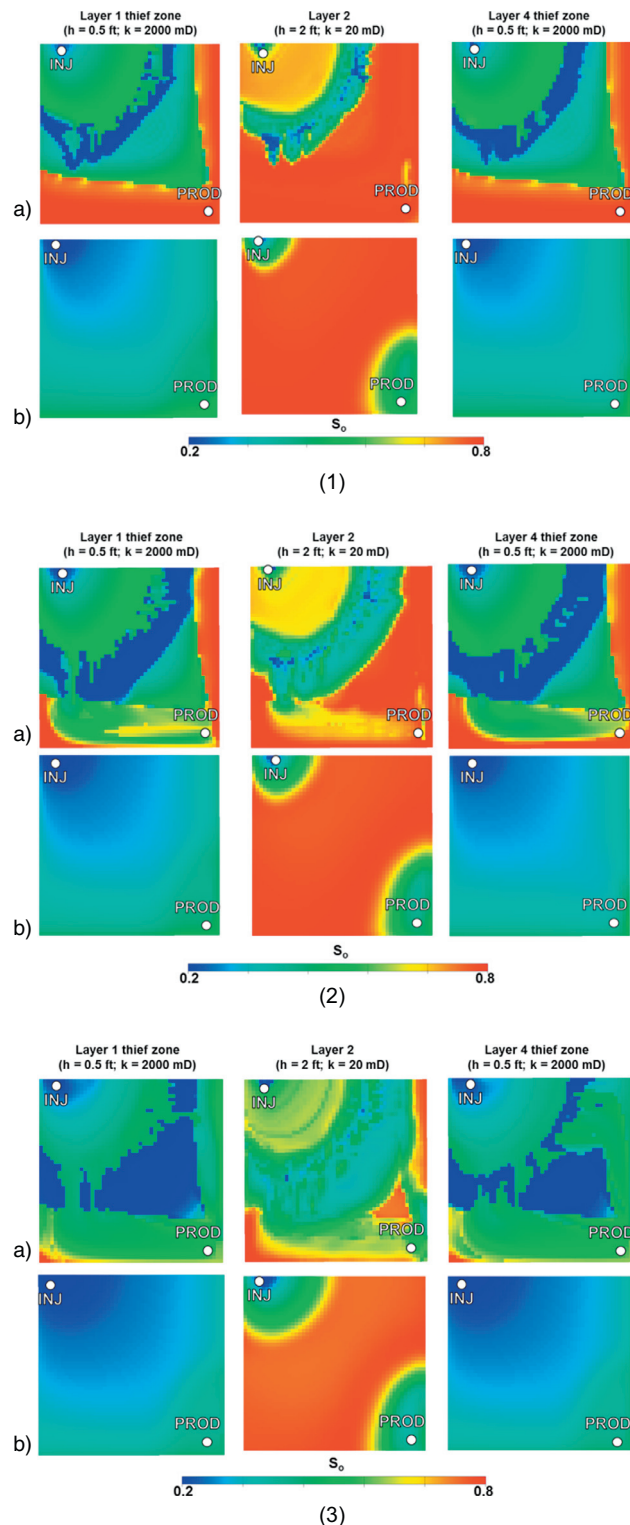 Layer 1 thief zone
(h = 0.5 ft; k = 2000 mD)
Layer 2
(h = 2 ft; k = 20 mD)
Layer 4 thief zone
(h = 0.5 ft; k = 2000 mD)
INJ
INJ
INJ
PROD
PROD
PROD
a)
INJ
INJ
INJ
PROD
PROD
PROD
b)
So
0.2
0.8
(1)
Layer 1 thief zone
(h = 0.5 ft; k = 2000 mD)
Layer 2
(h = 2 ft; k = 20 mD)
Layer 4 thief zone
(h = 0.5 ft; k = 2000 mD)
INJ
INJ
INJ
PROD
PROD
PROD
a)
INJ
INJ
INJ
PROD
PROD
PROD
b)
So
0.2
0.8
(2)
Layer 1 thief zone
(h = 0.5 ft; k = 2000 mD)
Layer 2
(h = 2 ft; k = 20 mD)
Layer 4 thief zone
(h = 0.5 ft; k = 2000 mD)
INJ
INJ
INJ
PROD
PROD
PROD
a)
INJ
INJ
INJ
PROD
PROD
PROD
b)
So
0.2
0.8
(3)